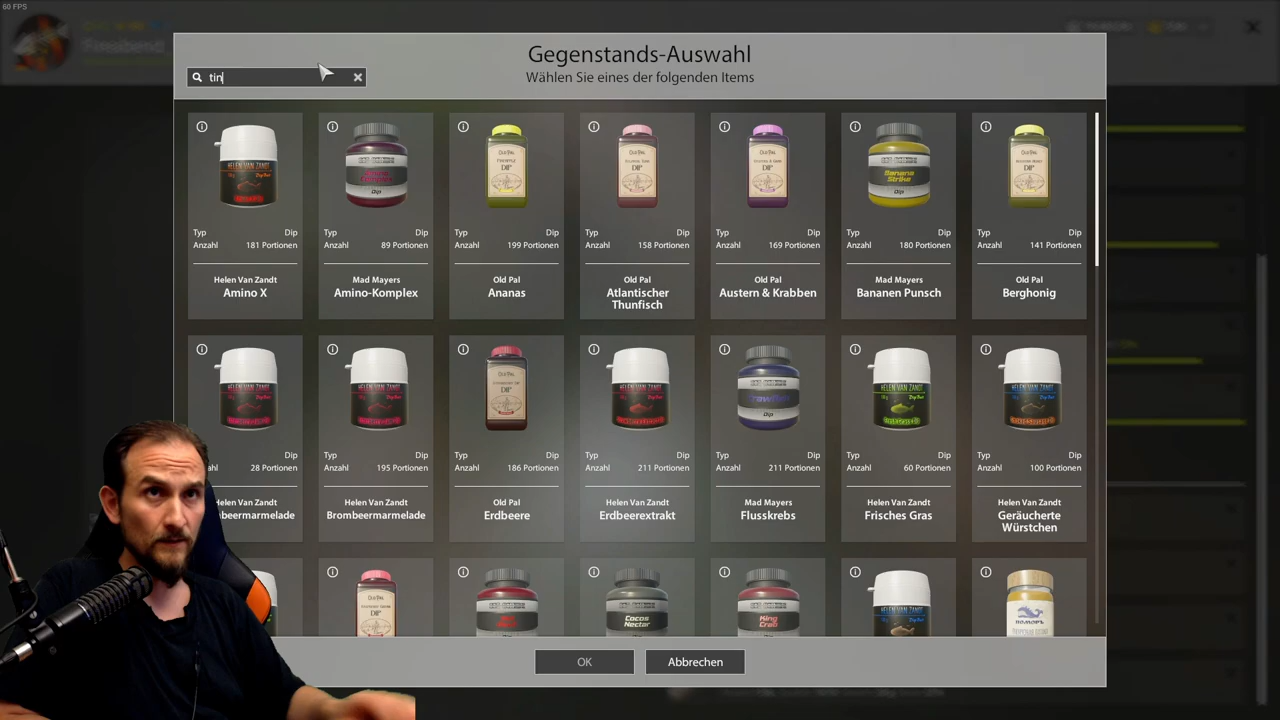 60 FPS
Gegenstands-Auswahl
Wählen Sie eines der folgenden Items
tin
Typ Dip
Anzahl 181 Portionen
Helen Van Zandt
Amino X
Typ Dip
Anzahl 89 Portionen
Mad Mayers
Amino-Komplex
Typ Dip
Anzahl 199 Portionen
Old Pal
Ananas
Typ Dip
Anzahl 158 Portionen
Old Pal
Atlantischer
Thunfisch
Typ Dip
Anzahl 169 Portionen
Old Pal
Austern & Krabben
Typ Dip
Anzahl 180 Portionen
Mad Mayers
Bananen Punsch
Typ Dip
Anzahl 141 Portionen
Old Pal
Berghonig
Dip
28 Portionen
Helen Van Zandt
beermarmelade
Typ Dip
Anzahl 195 Portionen
Helen Van Zandt
Brombeermarmelade
Typ Dip
Anzahl 186 Portionen
Old Pal
Erdbeere
Typ Dip
Anzahl 211 Portionen
Helen Van Zandt
Erdbeerextrakt
Typ Dip
Anzahl 211 Portionen
Mad Mayers
Flusskrebs
Typ Dip
Anzahl 60 Portionen
Helen Van Zandt
Frisches Gras
Typ Dip
Anzahl 100 Portionen
Helen Van Zandt
Geräucherte
Würstchen
Cocos
Nectar
King
Crab
OK
Abbrechen